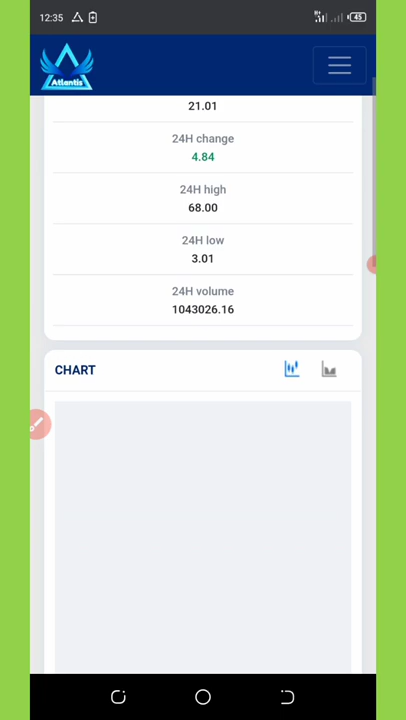 12:35
45
Atlantis
21.01
24H change
4.84
24H high
68.00
24H low
3.01
24H volume
1043026.16
CHART